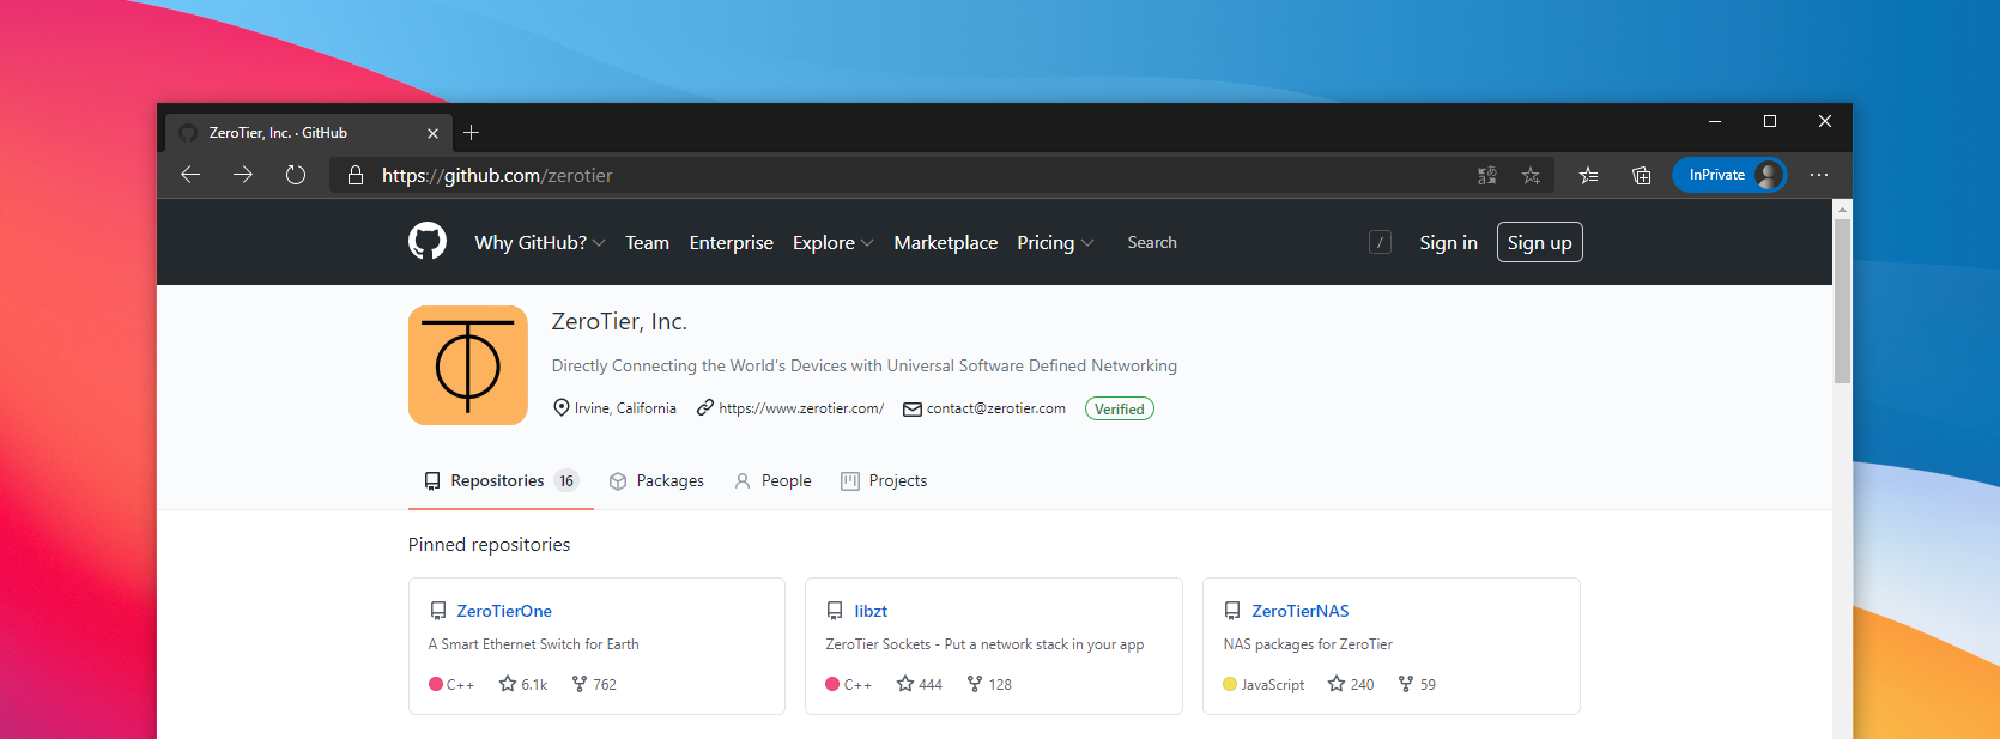 ZeroTier, Inc. · GitHub
https://github.com/zerotier
InPrivate
Why GitHub? Team Enterprise Explore Marketplace Pricing Search / Sign in Sign up
ZeroTier, Inc.
Directly Connecting the World's Devices with Universal Software Defined Networking
Irvine, California https://www.zerotier.com/ contact@zerotier.com Verified
Repositories 16 Packages People Projects
Pinned repositories
ZeroTierOne
A Smart Ethernet Switch for Earth
C++ 6.1k 762
libzt
ZeroTier Sockets - Put a network stack in your app
C++ 444 128
ZeroTierNAS
NAS packages for ZeroTier
JavaScript 240 59